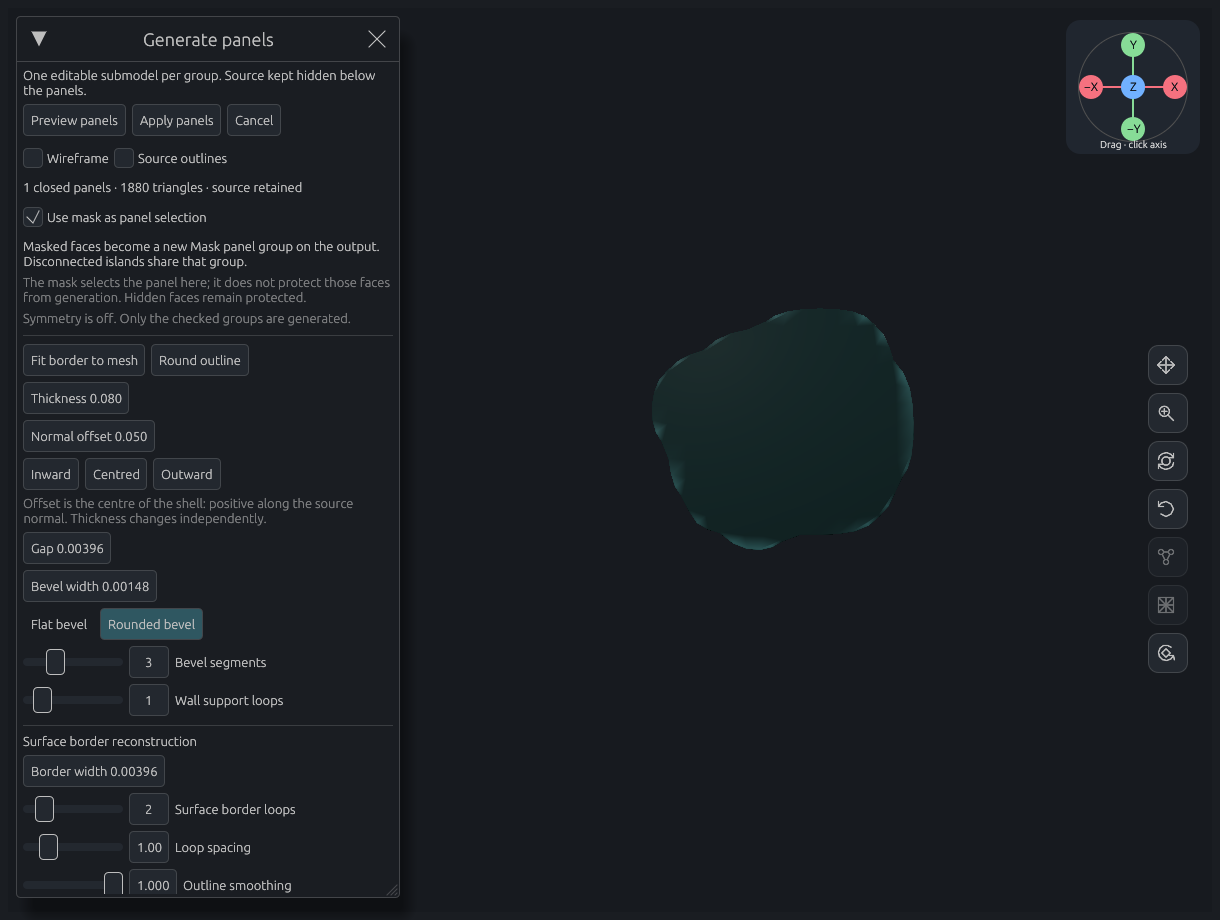 Generate panels
One editable submodel per group. Source kept hidden below
the panels.
Preview panels Apply panels Cancel
Wireframe Source outlines
1 closed panels · 1880 triangles · source retained
Use mask as panel selection
Masked faces become a new Mask panel group on the output.
Disconnected islands share that group.
The mask selects the panel here; it does not protect those faces
from generation. Hidden faces remain protected.
Symmetry is off. Only the checked groups are generated.
Fit border to mesh Round outline
Thickness 0.080
Normal offset 0.050
Inward Centred Outward
Offset is the centre of the shell: positive along the source
normal. Thickness changes independently.
Gap 0.00396
Bevel width 0.00148
Flat bevel Rounded bevel
3 Bevel segments
1 Wall support loops
Surface border reconstruction
Border width 0.00396
2 Surface border loops
1.00 Loop spacing
1.000 Outline smoothing
Y
−X Z X
−Y
Drag · click axis